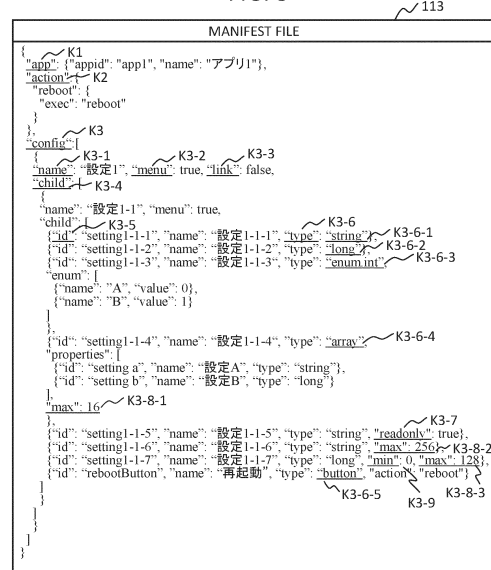 113
MANIFEST FILE
{
"app": {"appid": "app1", "name": "アプリ1"}, K1
"action": { K2
"reboot": {
"exec": "reboot"
}
},
"config":[ K3
{ K3-1 K3-2 K3-3
"name": "設定1", "menu": true, "link": false,
"child": [ K3-4
{
"name": "設定1-1", "menu": true,
"child": [ K3-5 K3-6
{"id": "setting1-1-1", "name": "設定1-1-1", "type": "string"}, K3-6-1
{"id": "setting1-1-2", "name": "設定1-1-2", "type": "long"}, K3-6-2
{"id": "setting1-1-3", "name": "設定1-1-3", "type": "enum.int", K3-6-3
"enum": [
{"name": "A", "value": 0},
{"name": "B", "value": 1}
]
},
{"id": "setting1-1-4", "name": "設定1-1-4", "type": "array", K3-6-4
"properties": [
{"id": "setting a", "name": "設定A", "type": "string"},
{"id": "setting b", "name": "設定B", "type": "long"}
],
"max": 16 K3-8-1
}, K3-7
{"id": "setting1-1-5", "name": "設定1-1-5", "type": "string", "readonly": true},
{"id": "setting1-1-6", "name": "設定1-1-6", "type": "string", "max": 256}, K3-8-2
{"id": "setting1-1-7", "name": "設定1-1-7", "type": "long", "min": 0, "max": 128},
{"id": "rebootButton", "name": "再起動", "type": "button", "action": "reboot"}
] K3-6-5 K3-9 K3-8-3
}
]
}
]
}